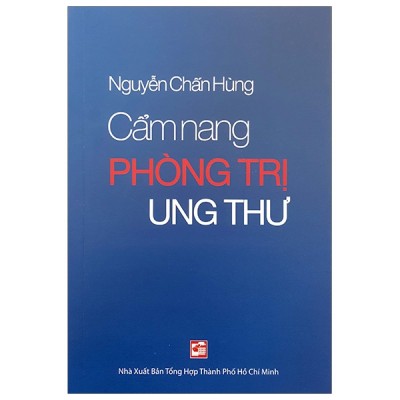 Nguyễn Chấn Hùng
Cẩm nang
PHÒNG TRỊ
UNG THƯ
Nhà Xuất Bản Tổng Hợp Thành Phố Hồ Chí Minh